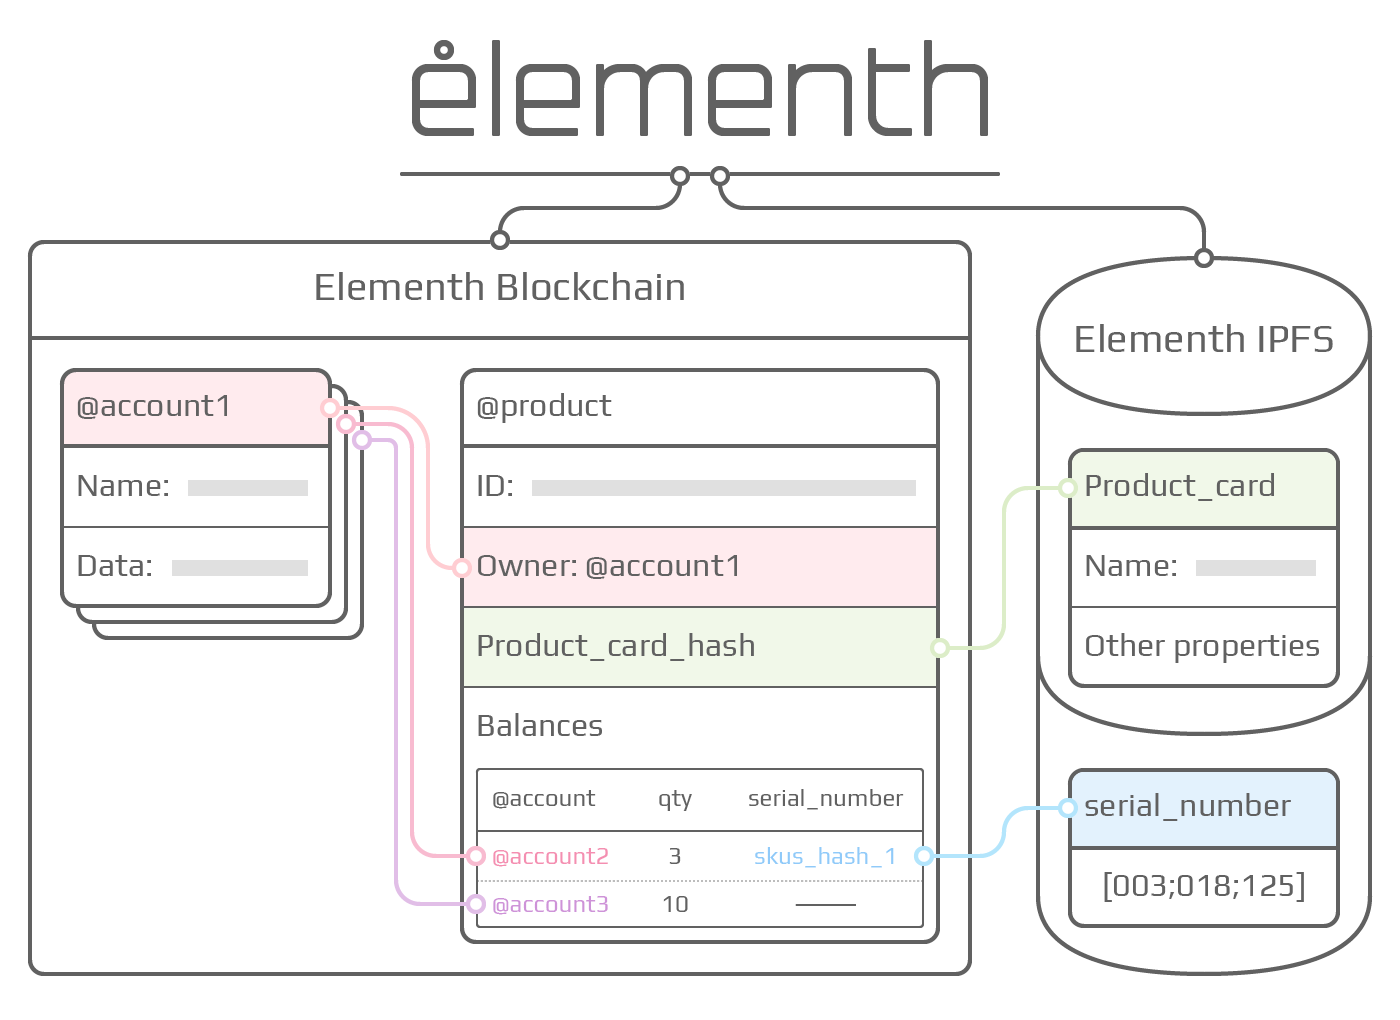 ėlementh
Elementh Blockchain
@account1
Name:
Data:
@product
ID:
Owner: @account1
Product_card_hash
Balances
@account qty serial_number
@account2 3 skus_hash_1
@account3 10 ——
Elementh IPFS
Product_card
Name:
Other properties
serial_number
[003;018;125]